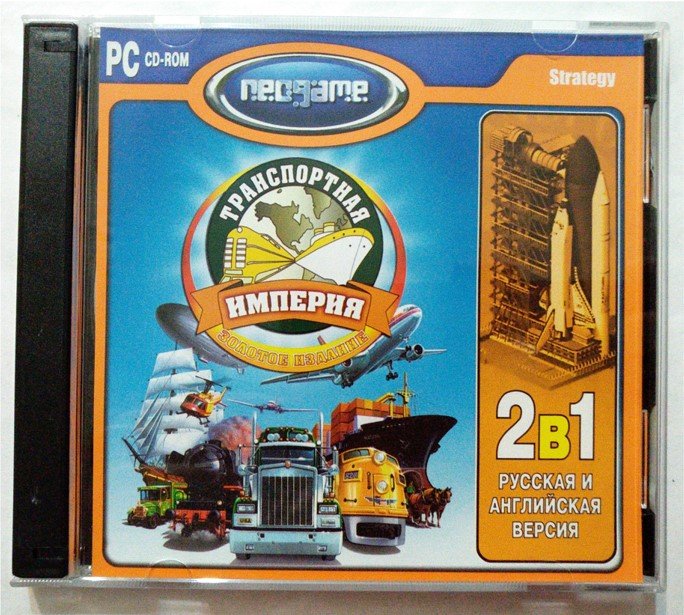 PC CD-ROM
neogame
Strategy
ТРАНСПОРТНАЯ
ИМПЕРИЯ
ЗОЛОТОЕ ИЗДАНИЕ
2в1
РУССКАЯ И
АНГЛИЙСКАЯ
ВЕРСИЯ